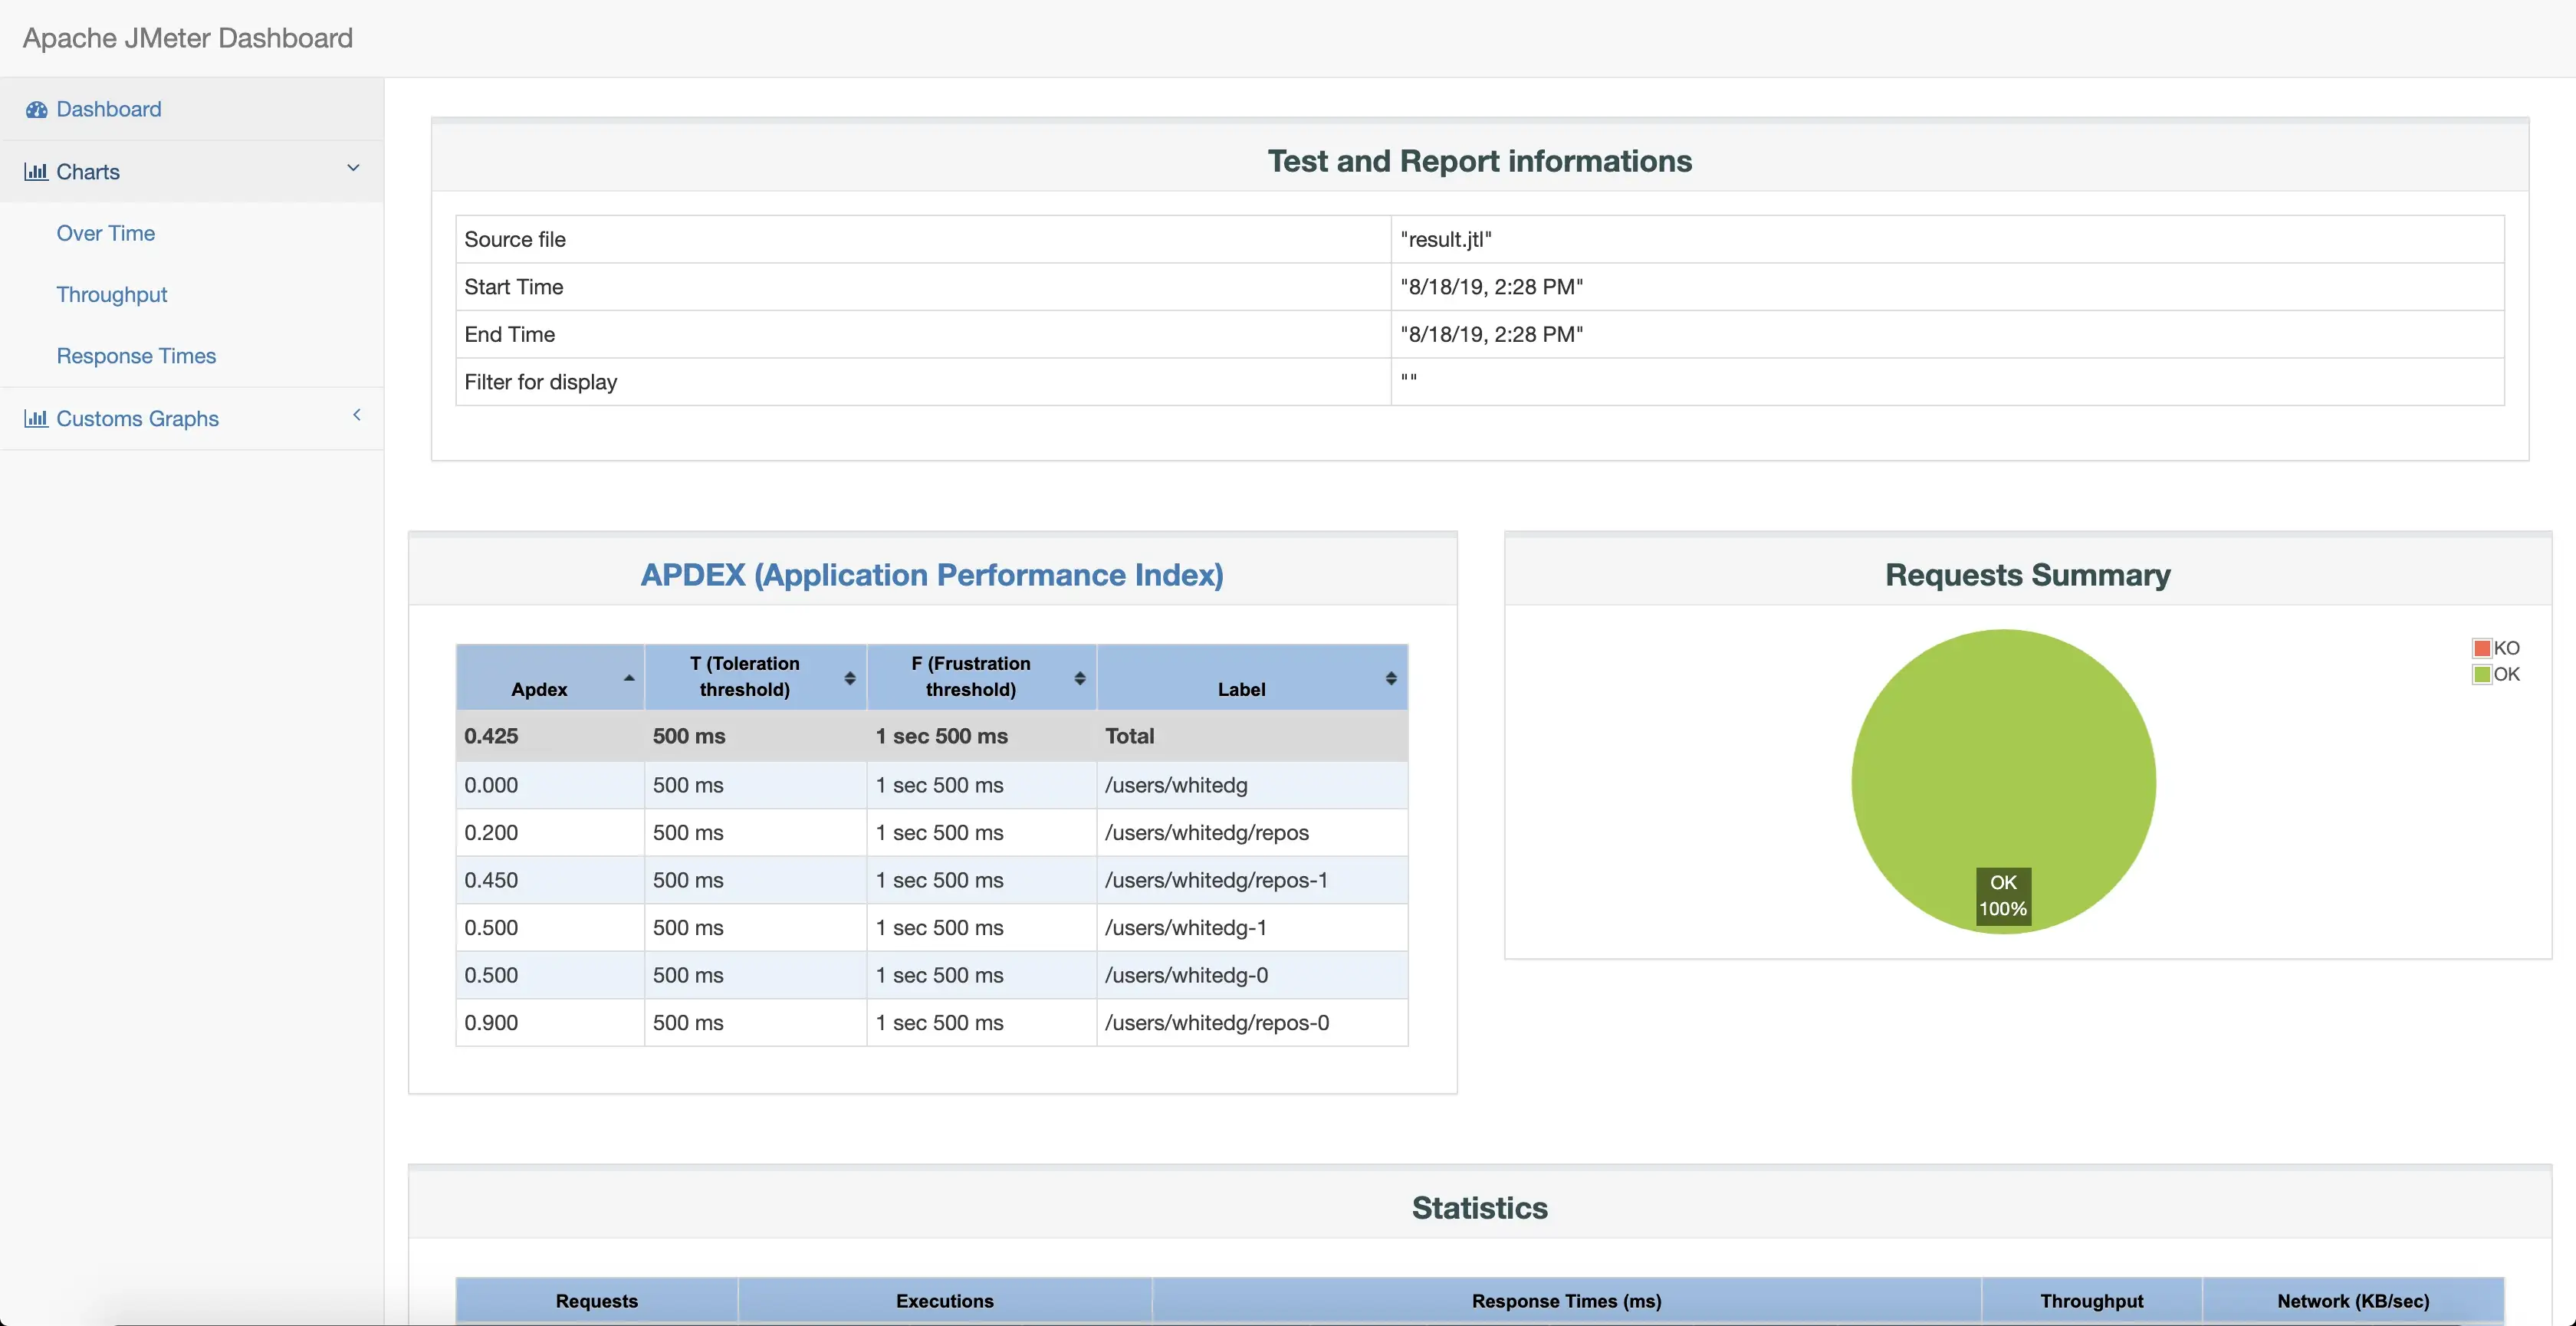 Apache JMeter Dashboard
Dashboard
Charts
Over Time
Throughput
Response Times
Customs Graphs
Test and Report informations
Source file "result.jtl"
Start Time "8/18/19, 2:28 PM"
End Time "8/18/19, 2:28 PM"
Filter for display ""
APDEX (Application Performance Index)
Apdex T (Toleration threshold) F (Frustration threshold) Label
0.425 500 ms 1 sec 500 ms Total
0.000 500 ms 1 sec 500 ms /users/whitedg
0.200 500 ms 1 sec 500 ms /users/whitedg/repos
0.450 500 ms 1 sec 500 ms /users/whitedg/repos-1
0.500 500 ms 1 sec 500 ms /users/whitedg-1
0.500 500 ms 1 sec 500 ms /users/whitedg-0
0.900 500 ms 1 sec 500 ms /users/whitedg/repos-0
Requests Summary
KO
OK
OK
100%
Statistics
Requests Executions Response Times (ms) Throughput Network (KB/sec)